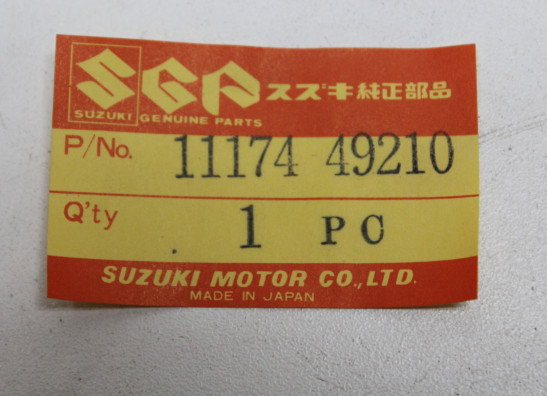 SGP スズキ純正部品
SUZUKI GENUINE PARTS
P/No. 11174 49210
Q'ty 1 PC
SUZUKI MOTOR CO.,LTD.
MADE IN JAPAN